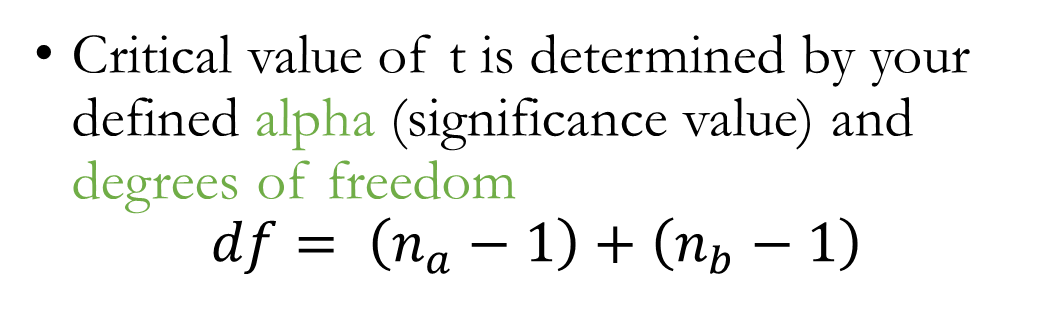 • Critical value of t is determined by your
defined alpha (significance value) and
degrees of freedom
𝑑𝑓 = (𝑛ₐ − 1) + (𝑛_b − 1)